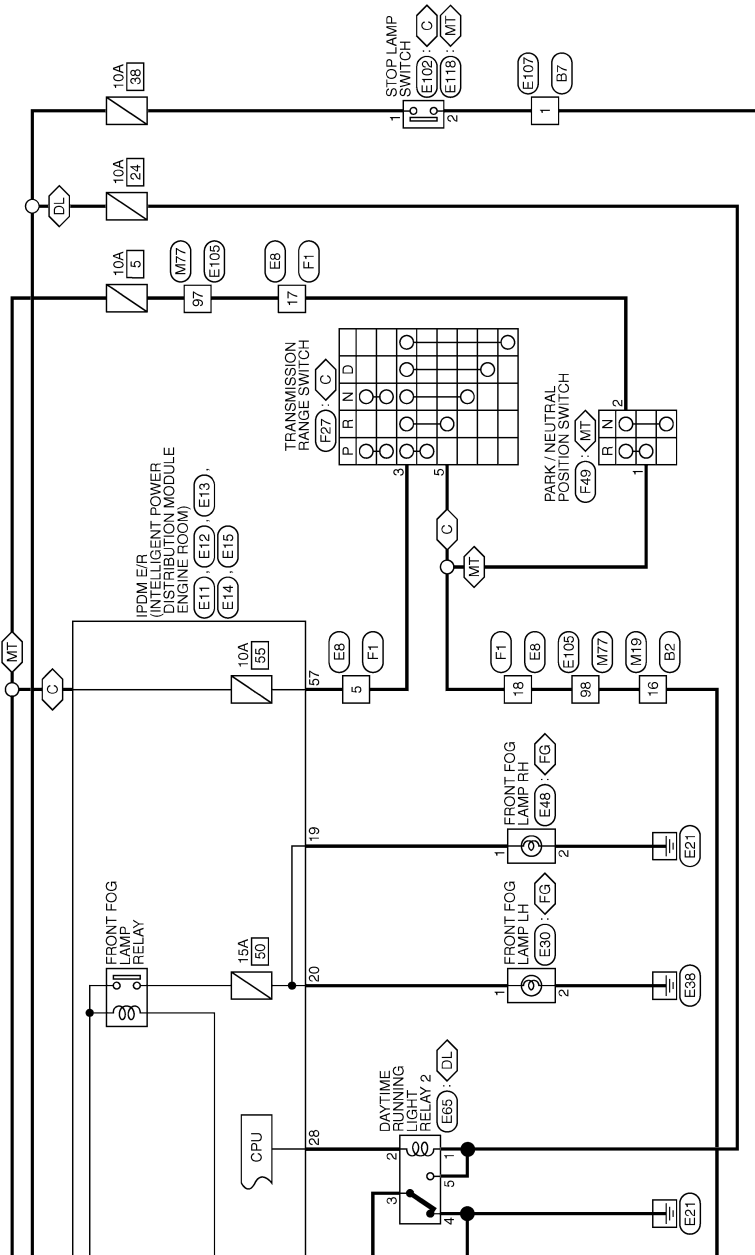 STOP LAMP
SWITCH
E102 : C
E118 : MT
10A
38
1
2
1
E107
B7
DL
10A
24
10A
5
97
M77
E105
17
E8
F1
TRANSMISSION
RANGE SWITCH
F27 : C
P R N D
3
5
PARK / NEUTRAL
POSITION SWITCH
F49 : MT
R N
2
1
C
MT
IPDM E/R
(INTELLIGENT POWER
DISTRIBUTION MODULE
ENGINE ROOM)
E11 , E12 , E13 ,
E14 , E15
MT
C
10A
55
57
5
E8
F1
18
98
16
F1
E8
E105
M77
M19
B2
FRONT FOG
LAMP RH
E48 : FG
19
1
2
E21
FRONT FOG
LAMP
RELAY
15A
50
20
FRONT FOG
LAMP LH
E30 : FG
1
2
E38
CPU
28
DAYTIME
RUNNING
LIGHT
RELAY 2
E65 : DL
2
1
5
3
4
E21